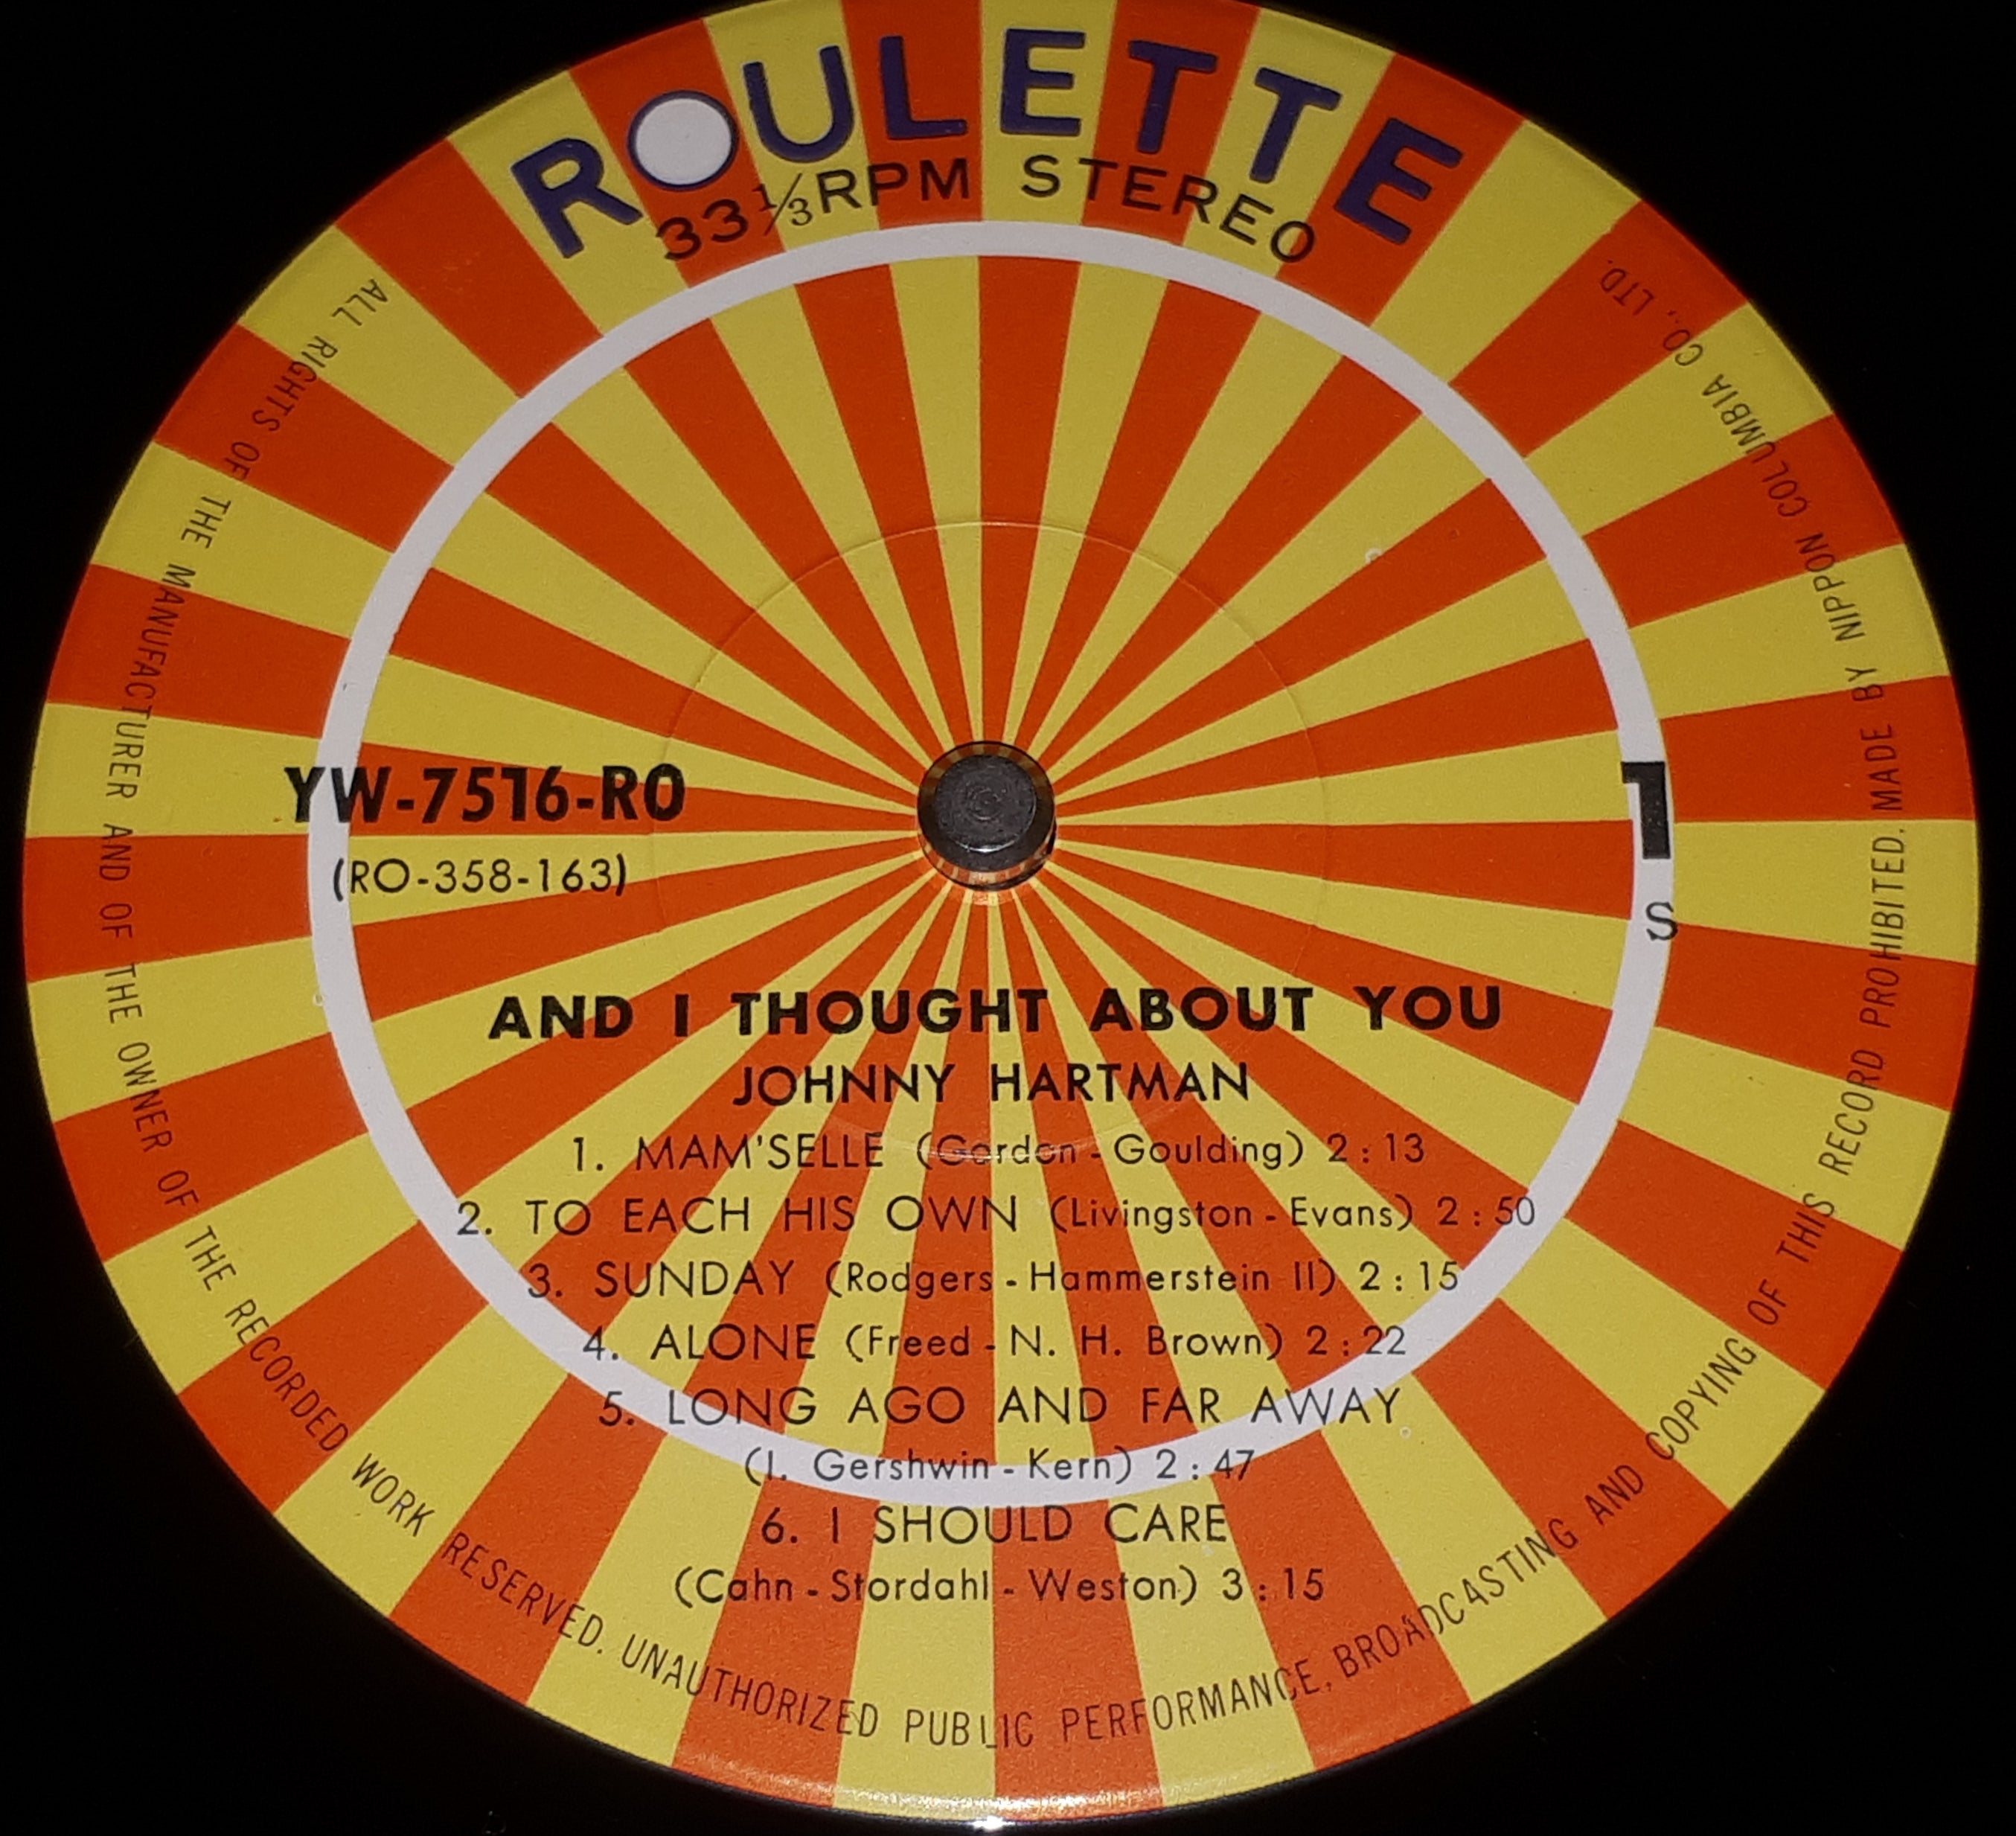 ROULETTE
33⅓RPM STEREO
YW-7516-RO
(RO-358-163)
1
S
AND I THOUGHT ABOUT YOU
JOHNNY HARTMAN
1. MAM'SELLE (Gordon - Goulding) 2 : 13
2. TO EACH HIS OWN (Livingston - Evans) 2 : 50
3. SUNDAY (Rodgers - Hammerstein II) 2 : 15
4. ALONE (Freed - N. H. Brown) 2 : 22
5. LONG AGO AND FAR AWAY
(I. Gershwin - Kern) 2 : 47
6. I SHOULD CARE
(Cahn - Stordahl - Weston) 3 : 15
ALL RIGHTS OF THE MANUFACTURER AND OF THE OWNER OF THE RECORDED WORK RESERVED. UNAUTHORIZED PUBLIC PERFORMANCE, BROADCASTING AND COPYING OF THIS RECORD PROHIBITED. MADE BY NIPPON COLUMBIA CO., LTD.